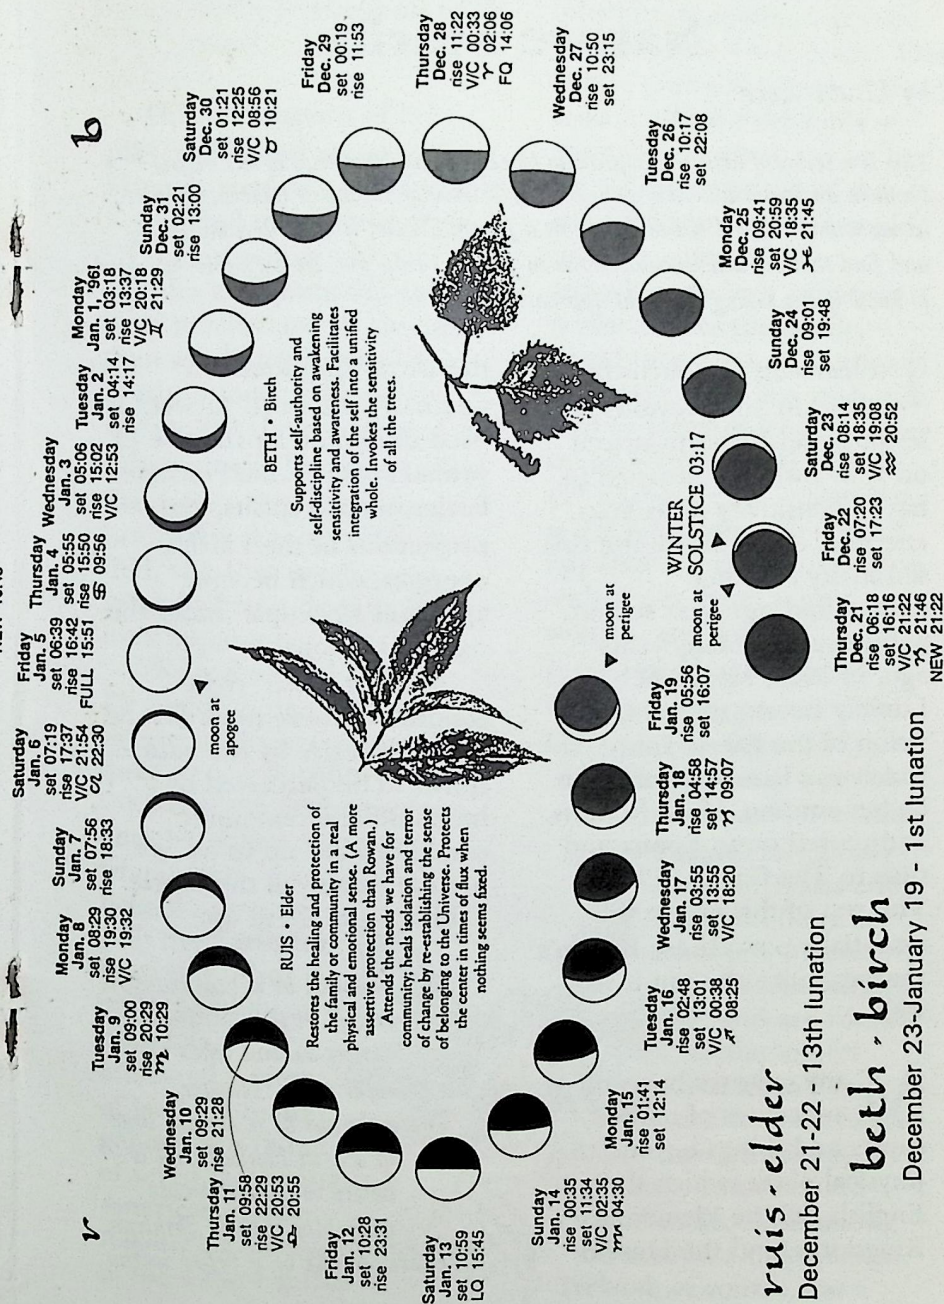 r
b
Thursday
Dec. 21
rise 06:18
set 16:16
V/C 21:22
♑ 21:46
NEW 21:22
Friday
Dec. 22
rise 07:20
set 17:23
moon at
perigee
WINTER
SOLSTICE 03:17
Saturday
Dec. 23
rise 08:14
set 18:35
V/C 19:08
♒ 20:52
Sunday
Dec. 24
rise 09:01
set 19:48
Monday
Dec. 25
rise 09:41
set 20:59
V/C 18:35
♓ 21:45
Tuesday
Dec. 26
rise 10:17
set 22:08
Wednesday
Dec. 27
rise 10:50
set 23:15
Thursday
Dec. 28
rise 11:22
V/C 00:33
♈ 02:06
FQ 14:06
Friday
Dec. 29
set 00:19
rise 11:53
Saturday
Dec. 30
set 01:21
rise 12:25
V/C 08:56
♉ 10:21
Sunday
Dec. 31
set 02:21
rise 13:00
Monday
Jan. 1, '96!
set 03:18
rise 13:37
V/C 20:18
♊ 21:29
Tuesday
Jan. 2
set 04:14
rise 14:17
Wednesday
Jan. 3
set 05:06
rise 15:02
V/C 12:53
Thursday
Jan. 4
set 05:55
rise 15:50
♋ 09:56
Friday
Jan. 5
set 06:39
rise 16:42
FULL 15:51
moon at
apogee
Saturday
Jan. 6
set 07:19
rise 17:37
V/C 21:54
♌ 22:30
Sunday
Jan. 7
set 07:56
rise 18:33
Monday
Jan. 8
set 08:29
rise 19:30
V/C 19:32
Tuesday
Jan. 9
set 09:00
rise 20:29
♍ 10:29
Wednesday
Jan. 10
set 09:29
rise 21:28
Thursday
Jan. 11
set 09:58
rise 22:29
V/C 20:53
♎ 20:55
Friday
Jan. 12
set 10:28
rise 23:31
Saturday
Jan. 13
set 10:59
LQ 15:45
Sunday
Jan. 14
rise 00:35
set 11:34
V/C 02:35
♏ 04:30
Monday
Jan. 15
rise 01:41
set 12:14
Tuesday
Jan. 16
rise 02:48
set 13:01
V/C 00:38
♐ 08:25
Wednesday
Jan. 17
rise 03:55
set 13:55
V/C 18:20
Thursday
Jan. 18
rise 04:58
set 14:57
♑ 09:07
Friday
Jan. 19
rise 05:56
set 16:07
moon at
perigee
BETH • Birch
Supports self-authority and
self-discipline based on awakening
sensitivity and awareness. Facilitates
integration of the self into a unified
whole. Invokes the sensitivity
of all the trees.
RUIS • Elder
Restores the healing and protection of
the family or community in a real
physical and emotional sense. (A more
assertive protection than Rowan.)
Attends the needs we have for
community; heals isolation and terror
of change by re-establishing the sense
of belonging to the Universe. Protects
the center in times of flux when
nothing seems fixed.
ruis · elder
December 21-22 - 13th lunation
beth · birch
December 23-January 19 - 1st lunation